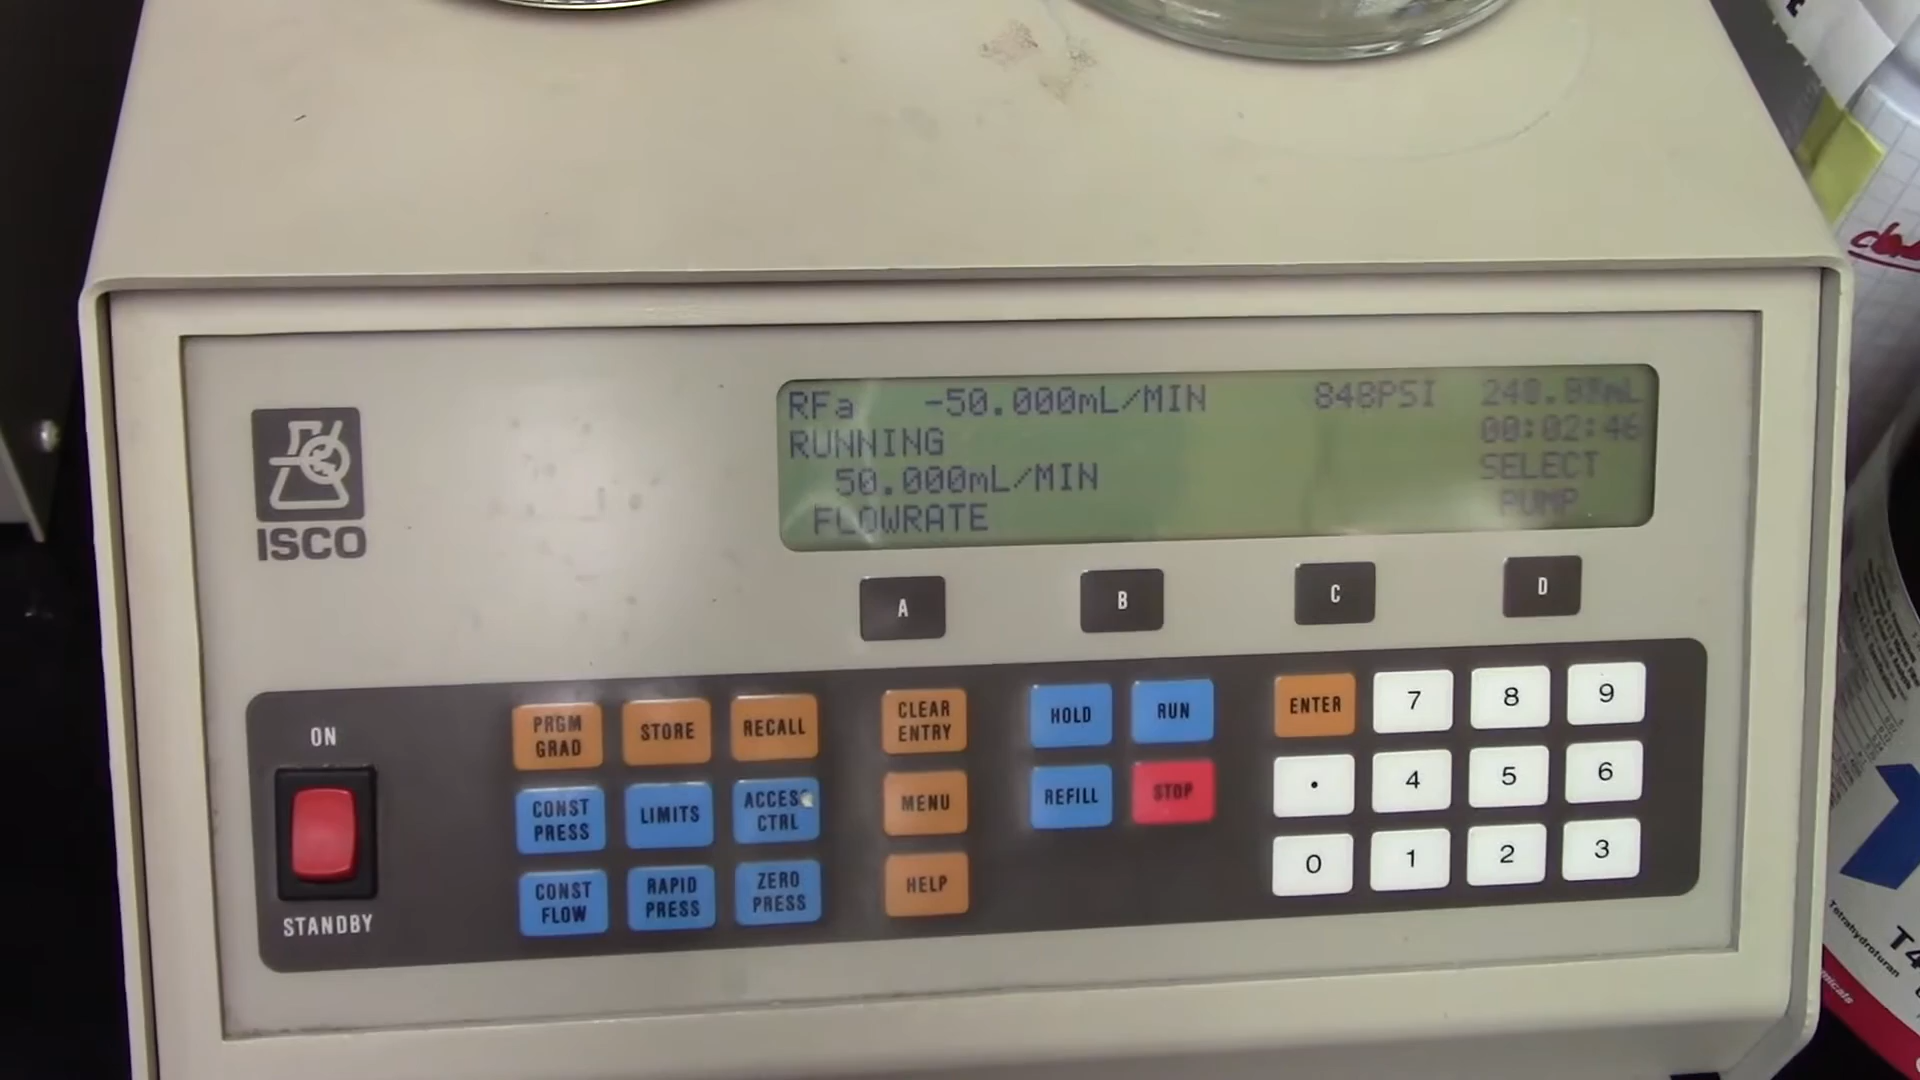 RFa -50.000mL/MIN 848PSI
RUNNING 00:02:46
50.000mL/MIN SELECT
FLOWRATE PUMP
ISCO
A B C D
ON
STANDBY
PRGM GRAD STORE RECALL
CONST PRESS LIMITS ACCESS CTRL
CONST FLOW RAPID PRESS ZERO PRESS
CLEAR ENTRY
MENU
HELP
HOLD RUN
REFILL STOP
ENTER 7 8 9
. 4 5 6
0 1 2 3
Tetrahydrofuran
T4